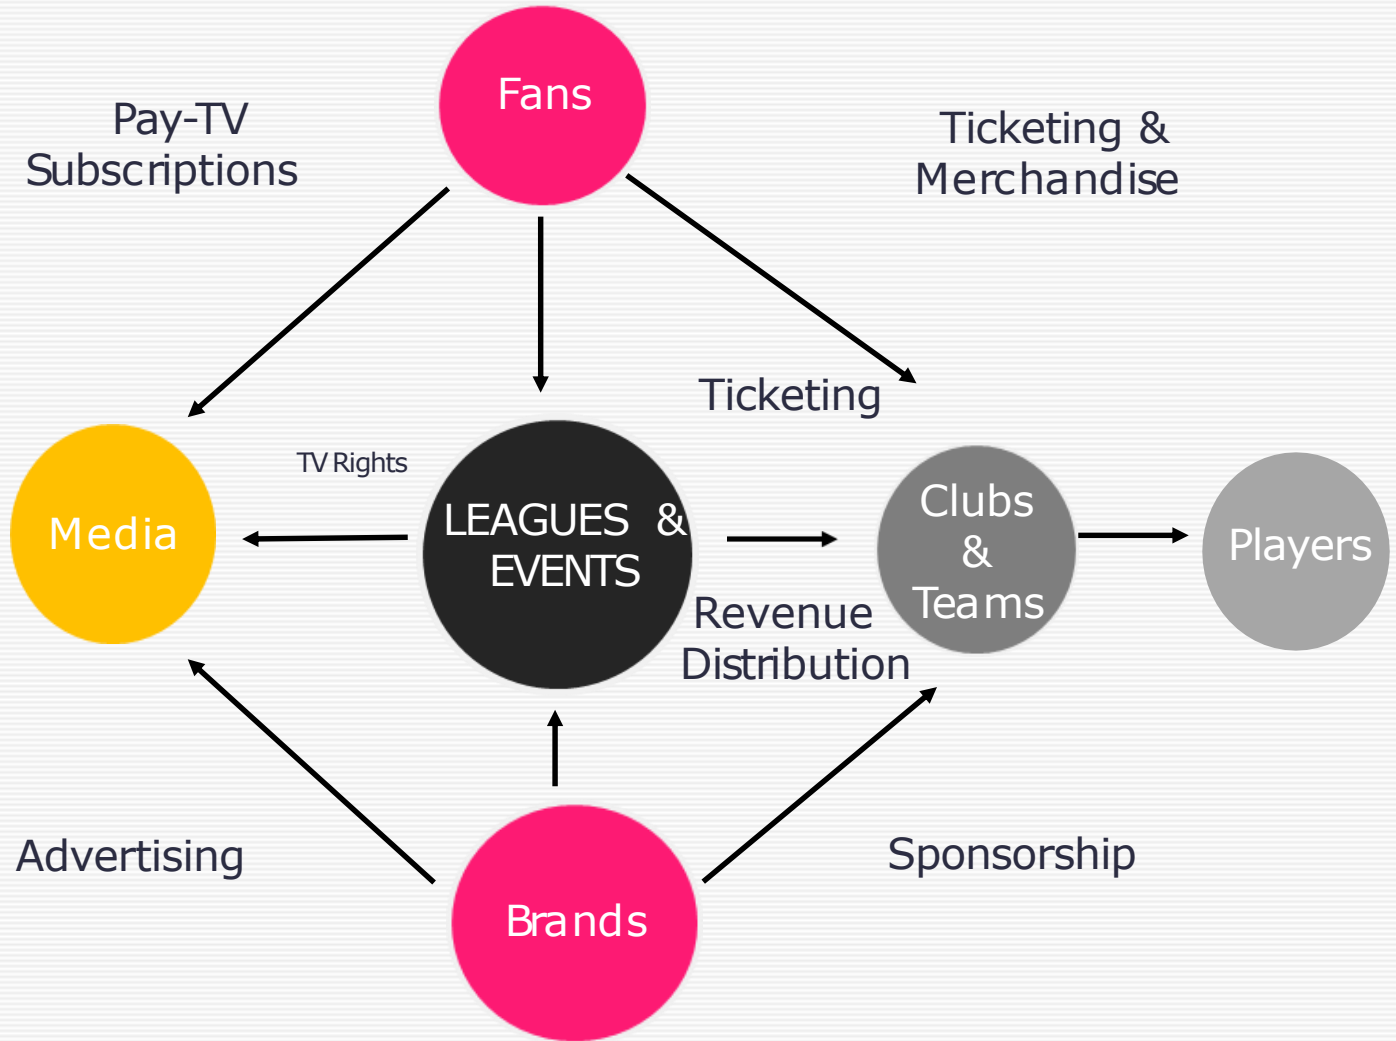 Fans
Pay-TV
Subscriptions
Ticketing &
Merchandise
Ticketing
TV Rights
Media
LEAGUES &
EVENTS
Clubs
&
Teams
Players
Revenue
Distribution
Advertising
Sponsorship
Brands